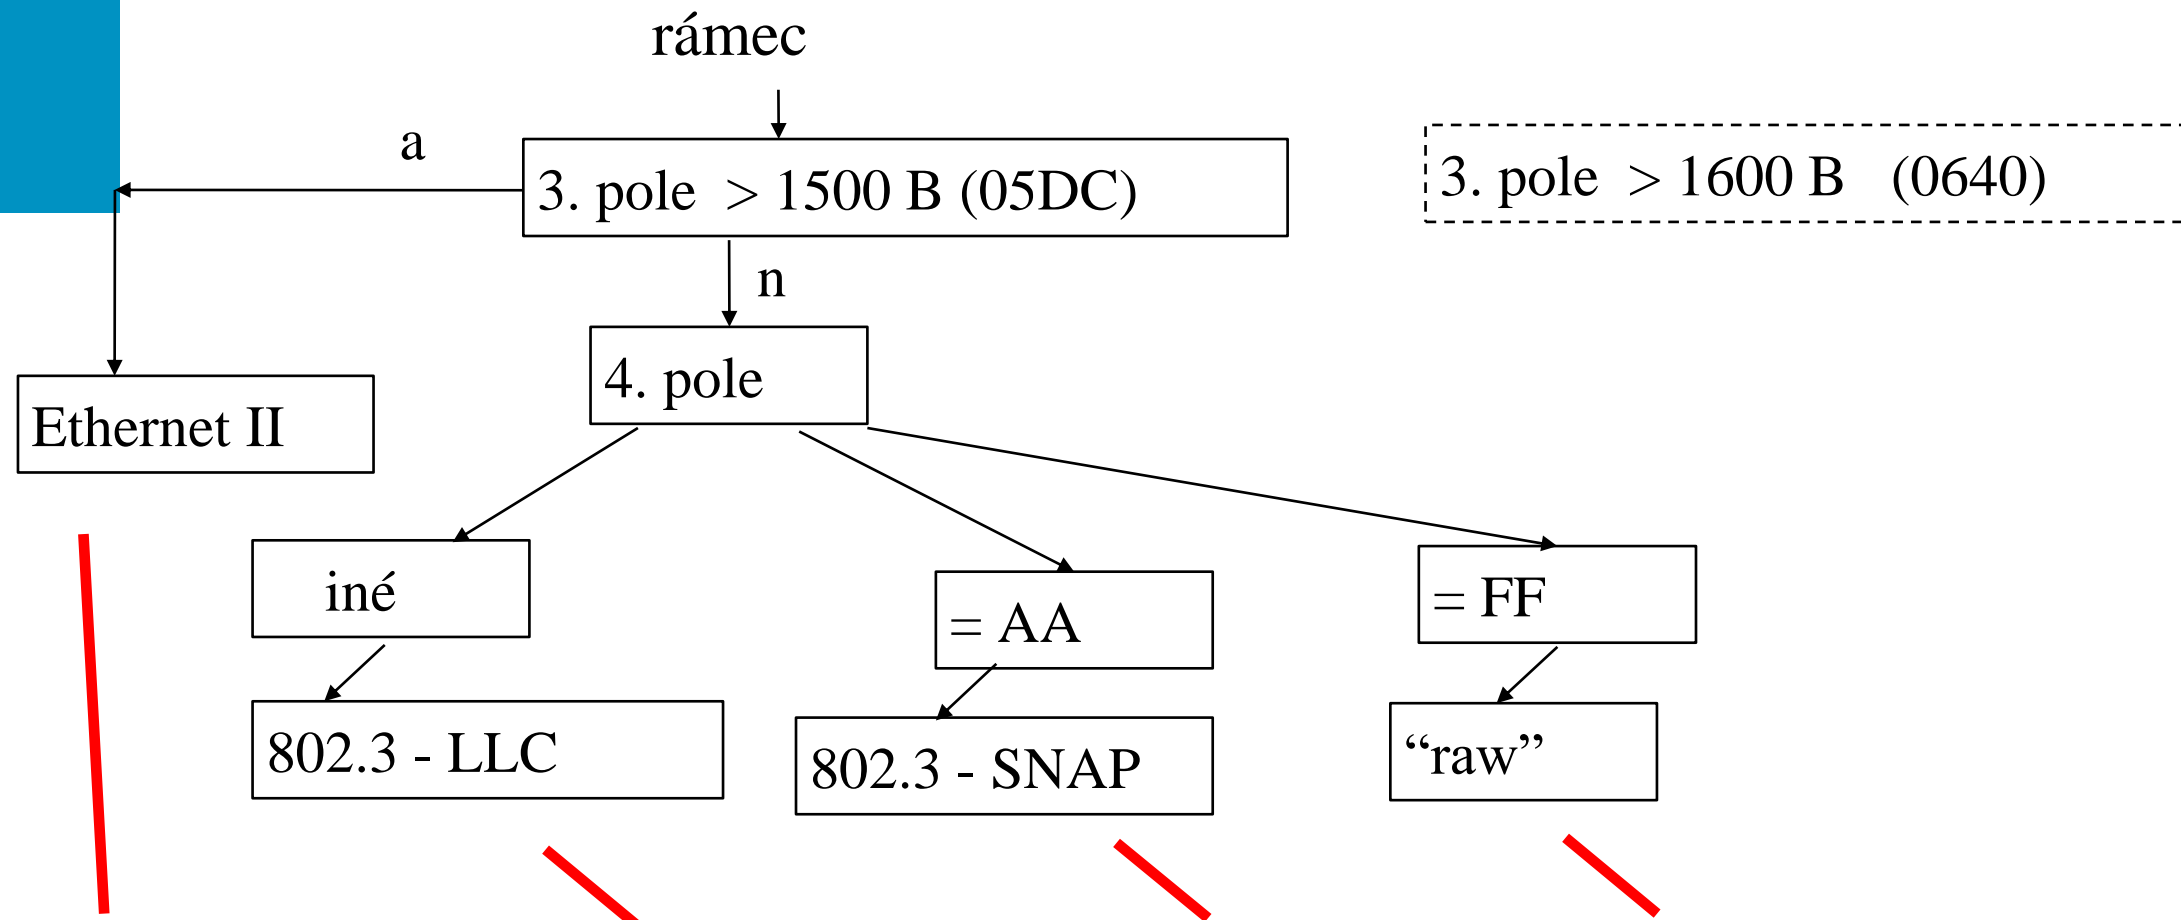 rámec
a
3. pole > 1500 B (05DC)
3. pole > 1600 B (0640)
n
4. pole
Ethernet II
iné
= AA
= FF
802.3 - LLC
802.3 - SNAP
“raw”